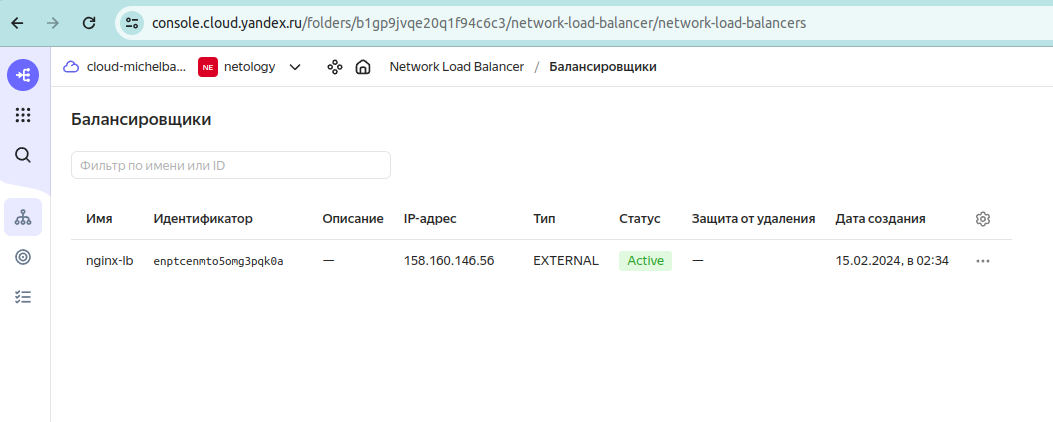 console.cloud.yandex.ru/folders/b1gp9jvqe20q1f94c6c3/network-load-balancer/network-load-balancers
cloud-michelba... NE netology Network Load Balancer / Балансировщики
Балансировщики
Фильтр по имени или ID
Имя Идентификатор Описание IP-адрес Тип Статус Защита от удаления Дата создания
nginx-lb enptcenmto5omg3pqk0a — 158.160.146.56 EXTERNAL Active — 15.02.2024, в 02:34